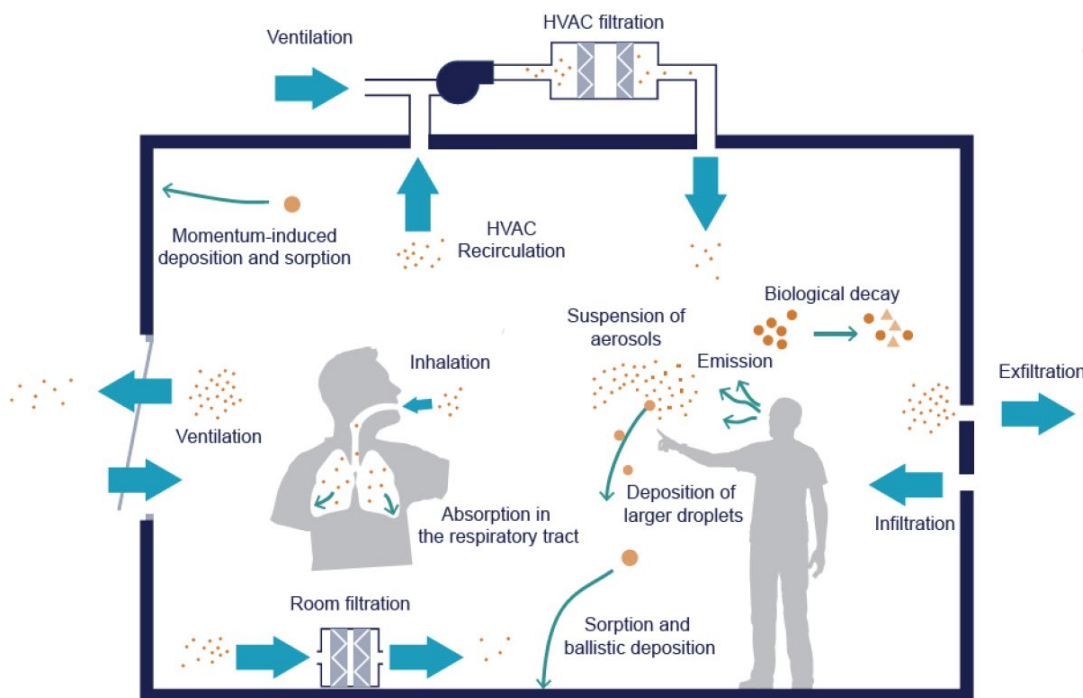 HVAC filtration
Ventilation
Momentum-induced
deposition and sorption
HVAC
Recirculation
Biological decay
Suspension of
aerosols
Emission
Inhalation
Exfiltration
Ventilation
Deposition of
larger droplets
Absorption in
the respiratory tract
Infiltration
Room filtration
Sorption and
ballistic deposition